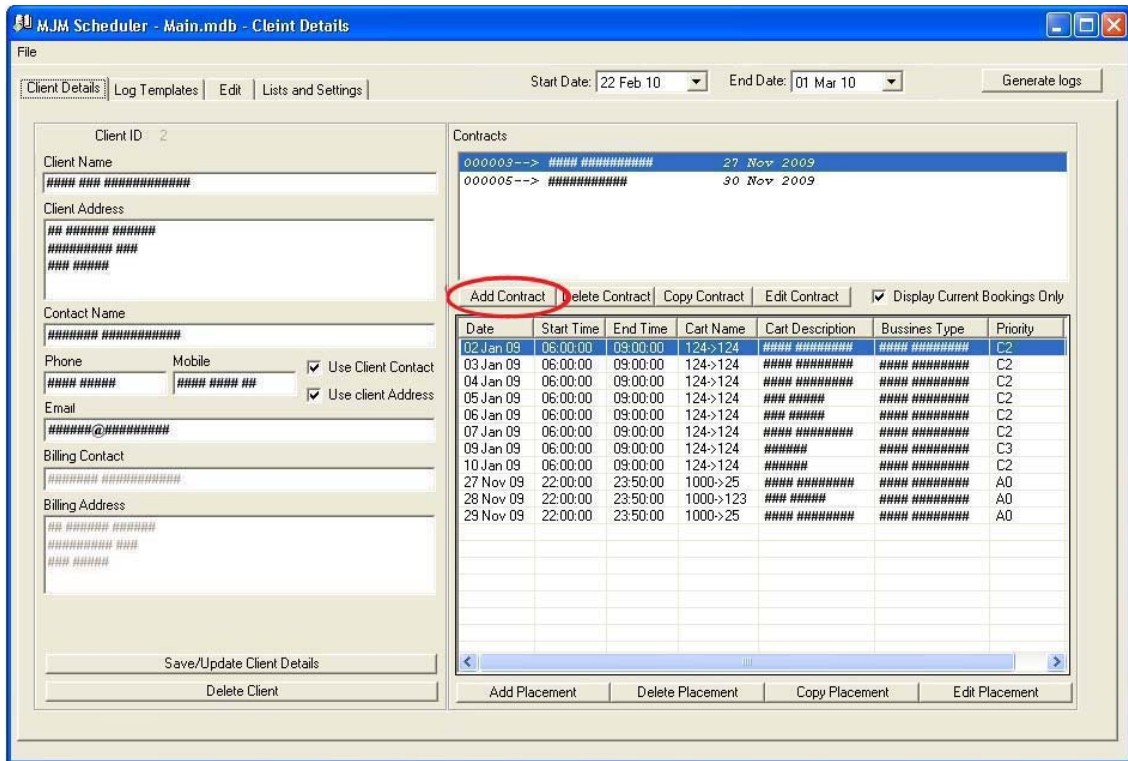 MJM Scheduler - Main.mdb - Cleint Details
File
Client Details Log Templates Edit Lists and Settings Start Date: 22 Feb 10 End Date: 01 Mar 10 Generate logs
Client ID 2
Client Name
#### ### ############
Client Address
## ###### ######
######### ###
### #####
Contact Name
####### ############
Phone Mobile
#### ##### #### #### ##
Use Client Contact
Use client Address
Email
######@#########
Billing Contact
####### ############
Billing Address
## ###### ######
######### ###
### #####
Save/Update Client Details
Delete Client
Contracts
000003--> #### ########## 27 Nov 2009
000005--> ########### 30 Nov 2009
Add Contract Delete Contract Copy Contract Edit Contract Display Current Bookings Only
Date Start Time End Time Cart Name Cart Description Bussines Type Priority
02 Jan 09 06:00:00 09:00:00 124->124 #### ######## #### ######## C2
03 Jan 09 06:00:00 09:00:00 124->124 #### ######## #### ######## C2
04 Jan 09 06:00:00 09:00:00 124->124 #### ######## #### ######## C2
05 Jan 09 06:00:00 09:00:00 124->124 ### ##### #### ######## C2
06 Jan 09 06:00:00 09:00:00 124->124 ### ##### #### ######## C2
07 Jan 09 06:00:00 09:00:00 124->124 #### ######## #### ######## C2
09 Jan 09 06:00:00 09:00:00 124->124 ###### #### ######## C3
10 Jan 09 06:00:00 09:00:00 124->124 ###### #### ######## C2
27 Nov 09 22:00:00 23:50:00 1000->25 #### ######## #### ######## A0
28 Nov 09 22:00:00 23:50:00 1000->123 ### ##### #### ######## A0
29 Nov 09 22:00:00 23:50:00 1000->25 #### ######## #### ######## A0
Add Placement Delete Placement Copy Placement Edit Placement